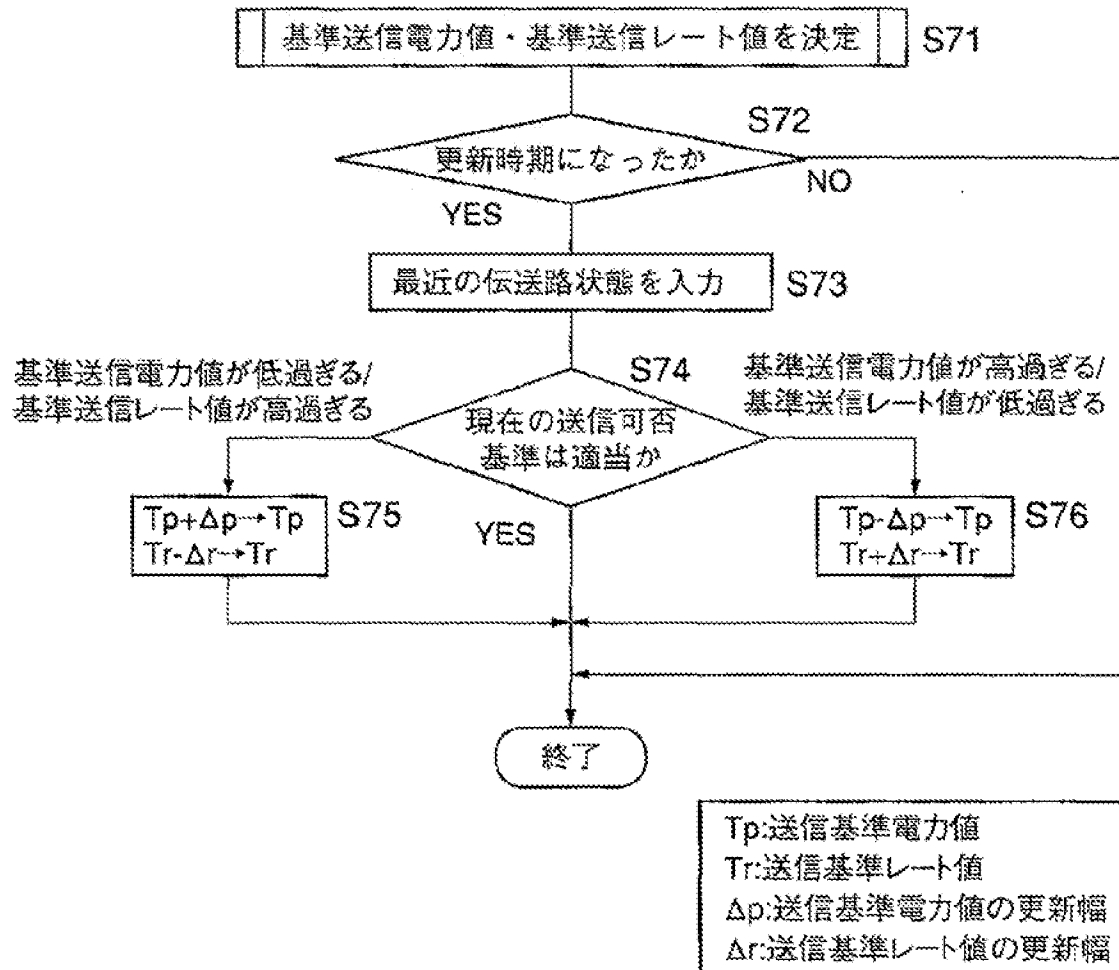 基準送信電力値・基準送信レート値を決定
S71
S72
更新時期になったか
NO
YES
最近の伝送路状態を入力
S73
S74
基準送信電力値が低過ぎる/
基準送信レート値が高過ぎる
基準送信電力値が高過ぎる/
基準送信レート値が低過ぎる
現在の送信可否
基準は適当か
Tp+Δp→Tp
Tr-Δr→Tr
S75
YES
Tp-Δp→Tp
Tr+Δr→Tr
S76
終了
Tp:送信基準電力値
Tr:送信基準レート値
Δp:送信基準電力値の更新幅
Δr:送信基準レート値の更新幅